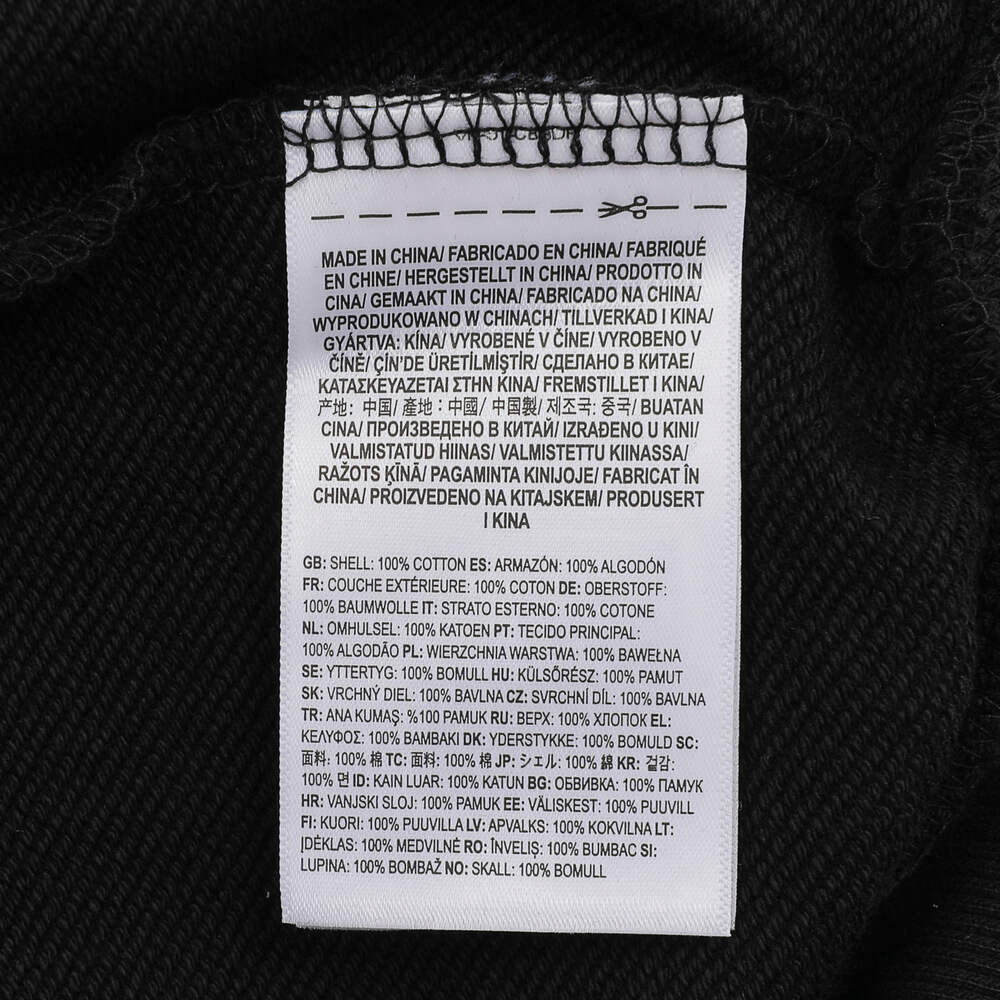 MADE IN CHINA/ FABRICADO EN CHINA/ FABRIQUÉ
EN CHINE/ HERGESTELLT IN CHINA/ PRODOTTO IN
CINA/ GEMAAKT IN CHINA/ FABRICADO NA CHINA/
WYPRODUKOWANO W CHINACH/ TILLVERKAD I KINA/
GYÁRTVA: KÍNA/ VYROBENÉ V ČÍNE/ VYROBENO V
ČÍNĚ/ ÇİN'DE ÜRETİLMİŞTİR/ СДЕЛАНО В КИТАЕ/
ΚΑΤΑΣΚΕΥΑΖΕΤΑΙ ΣΤΗΝ ΚΙΝΑ/ FREMSTILLET I KINA/
产地: 中国/ 產地：中國/ 中国製/ 제조국: 중국/ BUATAN
CINA/ ПРОИЗВЕДЕНО В КИТАЙ/ IZRAĐENO U KINI/
VALMISTATUD HIINAS/ VALMISTETTU KIINASSA/
RAŽOTS ĶĪNĀ/ PAGAMINTA KINIJOJE/ FABRICAT ÎN
CHINA/ PROIZVEDENO NA KITAJSKEM/ PRODUSERT
I KINA
GB: SHELL: 100% COTTON ES: ARMAZÓN: 100% ALGODÓN
FR: COUCHE EXTÉRIEURE: 100% COTON DE: OBERSTOFF:
100% BAUMWOLLE IT: STRATO ESTERNO: 100% COTONE
NL: OMHULSEL: 100% KATOEN PT: TECIDO PRINCIPAL:
100% ALGODÃO PL: WIERZCHNIA WARSTWA: 100% BAWEŁNA
SE: YTTERTYG: 100% BOMULL HU: KÜLSŐRÉSZ: 100% PAMUT
SK: VRCHNÝ DIEL: 100% BAVLNA CZ: SVRCHNÍ DÍL: 100% BAVLNA
TR: ANA KUMAŞ: %100 PAMUK RU: ВЕРХ: 100% ХЛОПОК EL:
ΚΕΛΥΦΟΣ: 100% ΒΑΜΒΑΚΙ DK: YDERSTYKKE: 100% BOMULD SC:
面料: 100% 棉 TC: 面料: 100% 棉 JP: シェル: 100% 綿 KR: 겉감:
100% 면 ID: KAIN LUAR: 100% KATUN BG: ОБВИВКА: 100% ПАМУК
HR: VANJSKI SLOJ: 100% PAMUK EE: VÄLISKEST: 100% PUUVILL
FI: KUORI: 100% PUUVILLA LV: APVALKS: 100% KOKVILNA LT:
ĮDĖKLAS: 100% MEDVILNĖ RO: ÎNVELIȘ: 100% BUMBAC SI:
LUPINA: 100% BOMBAŽ NO: SKALL: 100% BOMULL